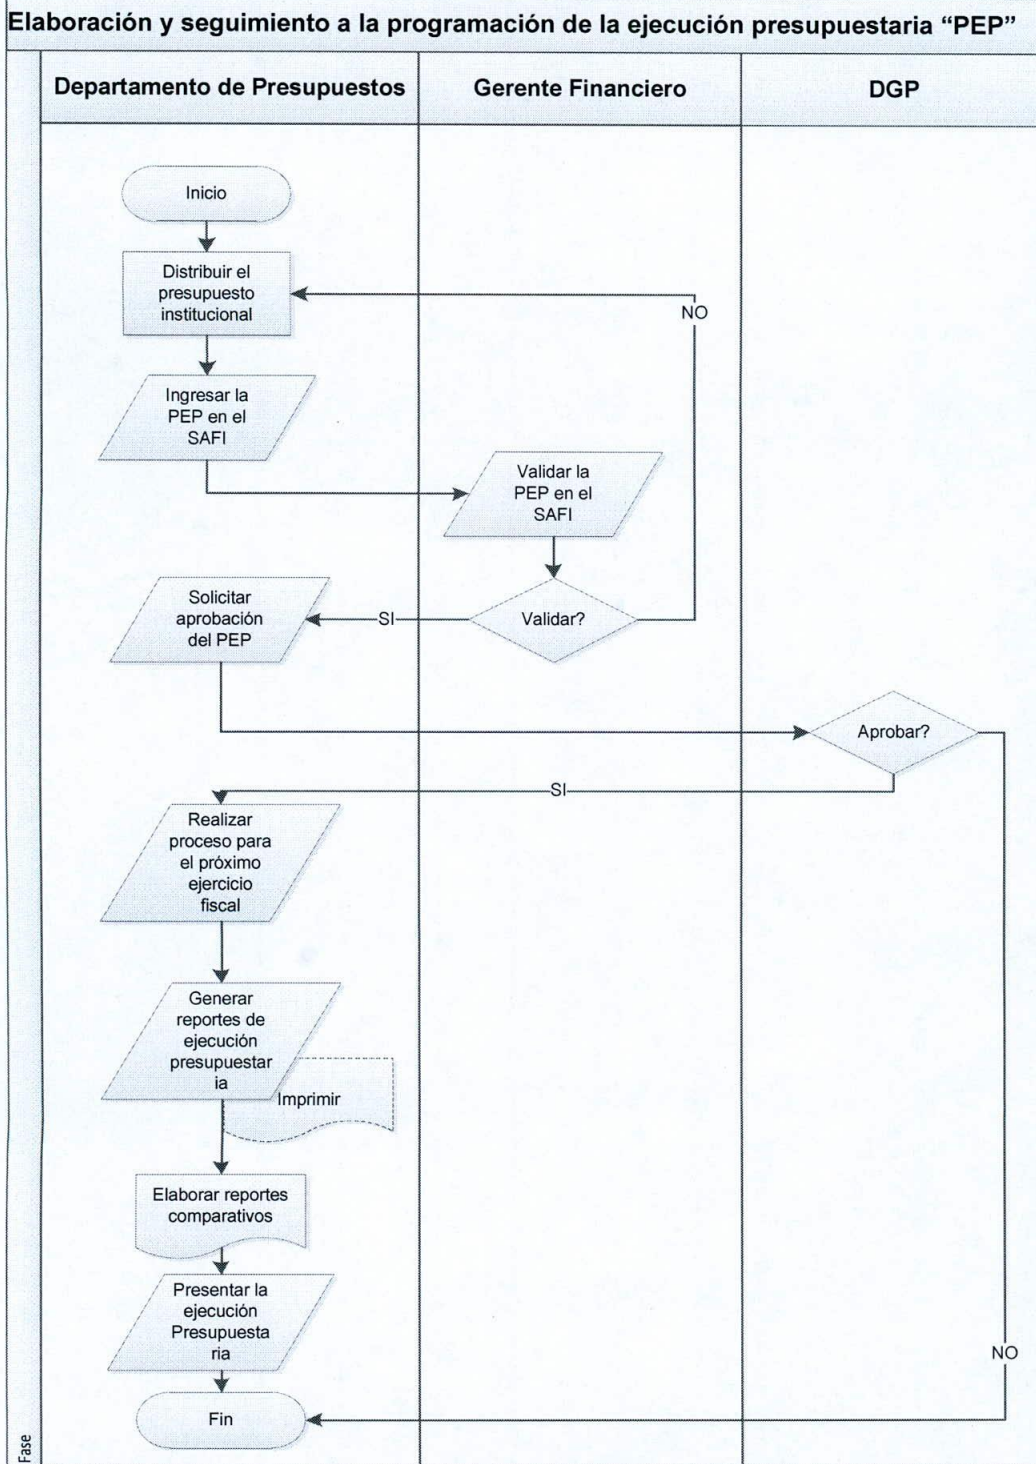 Elaboración y seguimiento a la programación de la ejecución presupuestaria “PEP”
Departamento de Presupuestos
Gerente Financiero
DGP
Inicio
Distribuir el
presupuesto
institucional
NO
Ingresar la
PEP en el
SAFI
Validar la
PEP en el
SAFI
Solicitar
aprobación
del PEP
SI
Validar?
Aprobar?
SI
Realizar
proceso para
el próximo
ejercicio
fiscal
Generar
reportes de
ejecución
presupuestar
ia
Imprimir
Elaborar reportes
comparativos
Presentar la
ejecución
Presupuesta
ria
NO
Fin
Fase